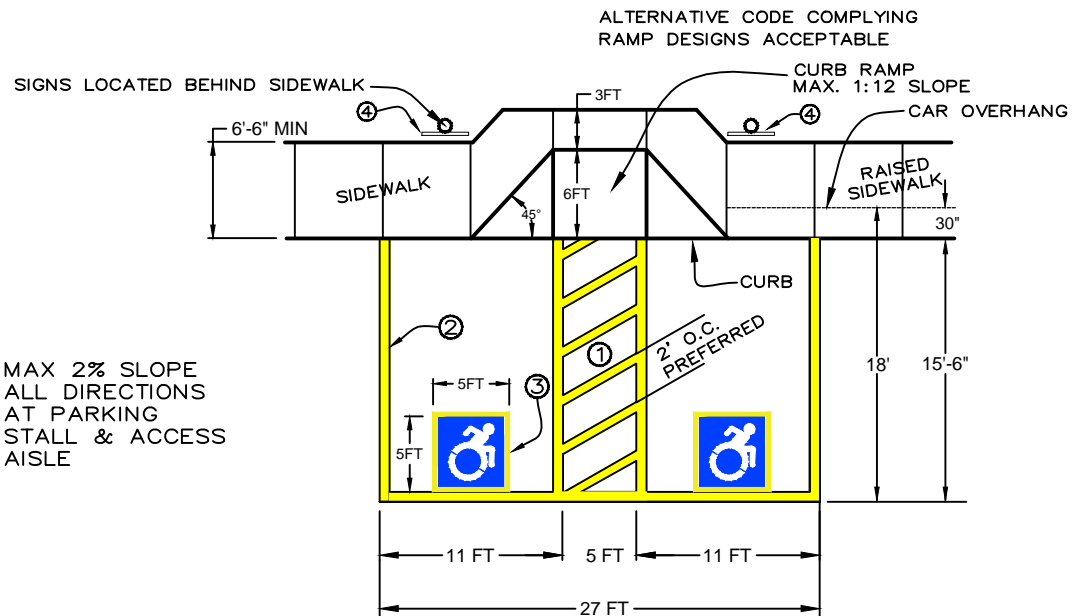 ALTERNATIVE CODE COMPLYING
RAMP DESIGNS ACCEPTABLE
SIGNS LOCATED BEHIND SIDEWALK
CURB RAMP
MAX. 1:12 SLOPE
3FT
CAR OVERHANG
4
4
6'-6" MIN
SIDEWALK
6FT
45°
RAISED
SIDEWALK
30"
CURB
2
1
2' O.C.
PREFERRED
18'
15'-6"
MAX 2% SLOPE
ALL DIRECTIONS
AT PARKING
STALL & ACCESS
AISLE
5FT
3
5FT
11 FT
5 FT
11 FT
27 FT